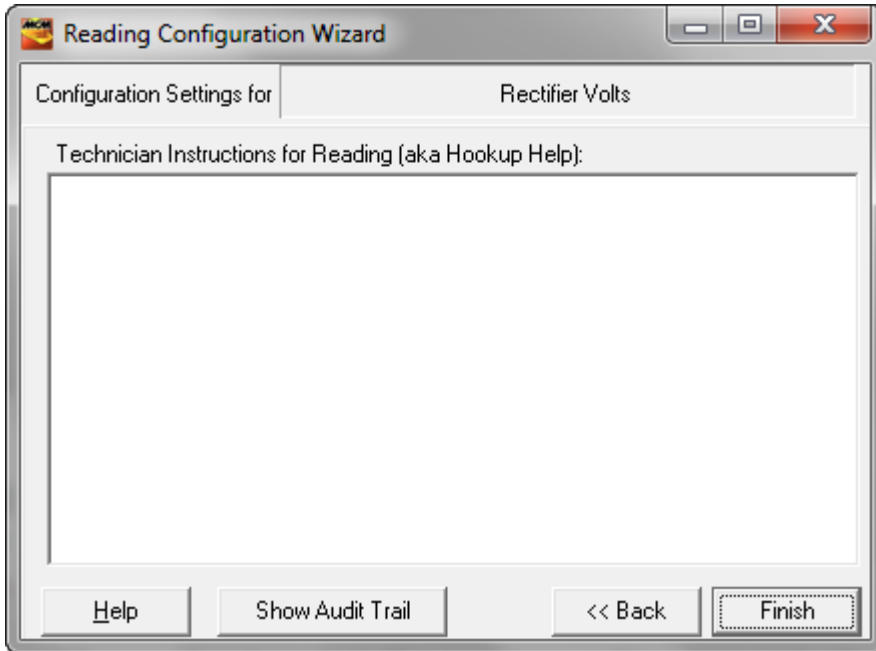 MCM
Reading Configuration Wizard
Configuration Settings for Rectifier Volts
Technician Instructions for Reading (aka Hookup Help):
Help Show Audit Trail << Back Finish